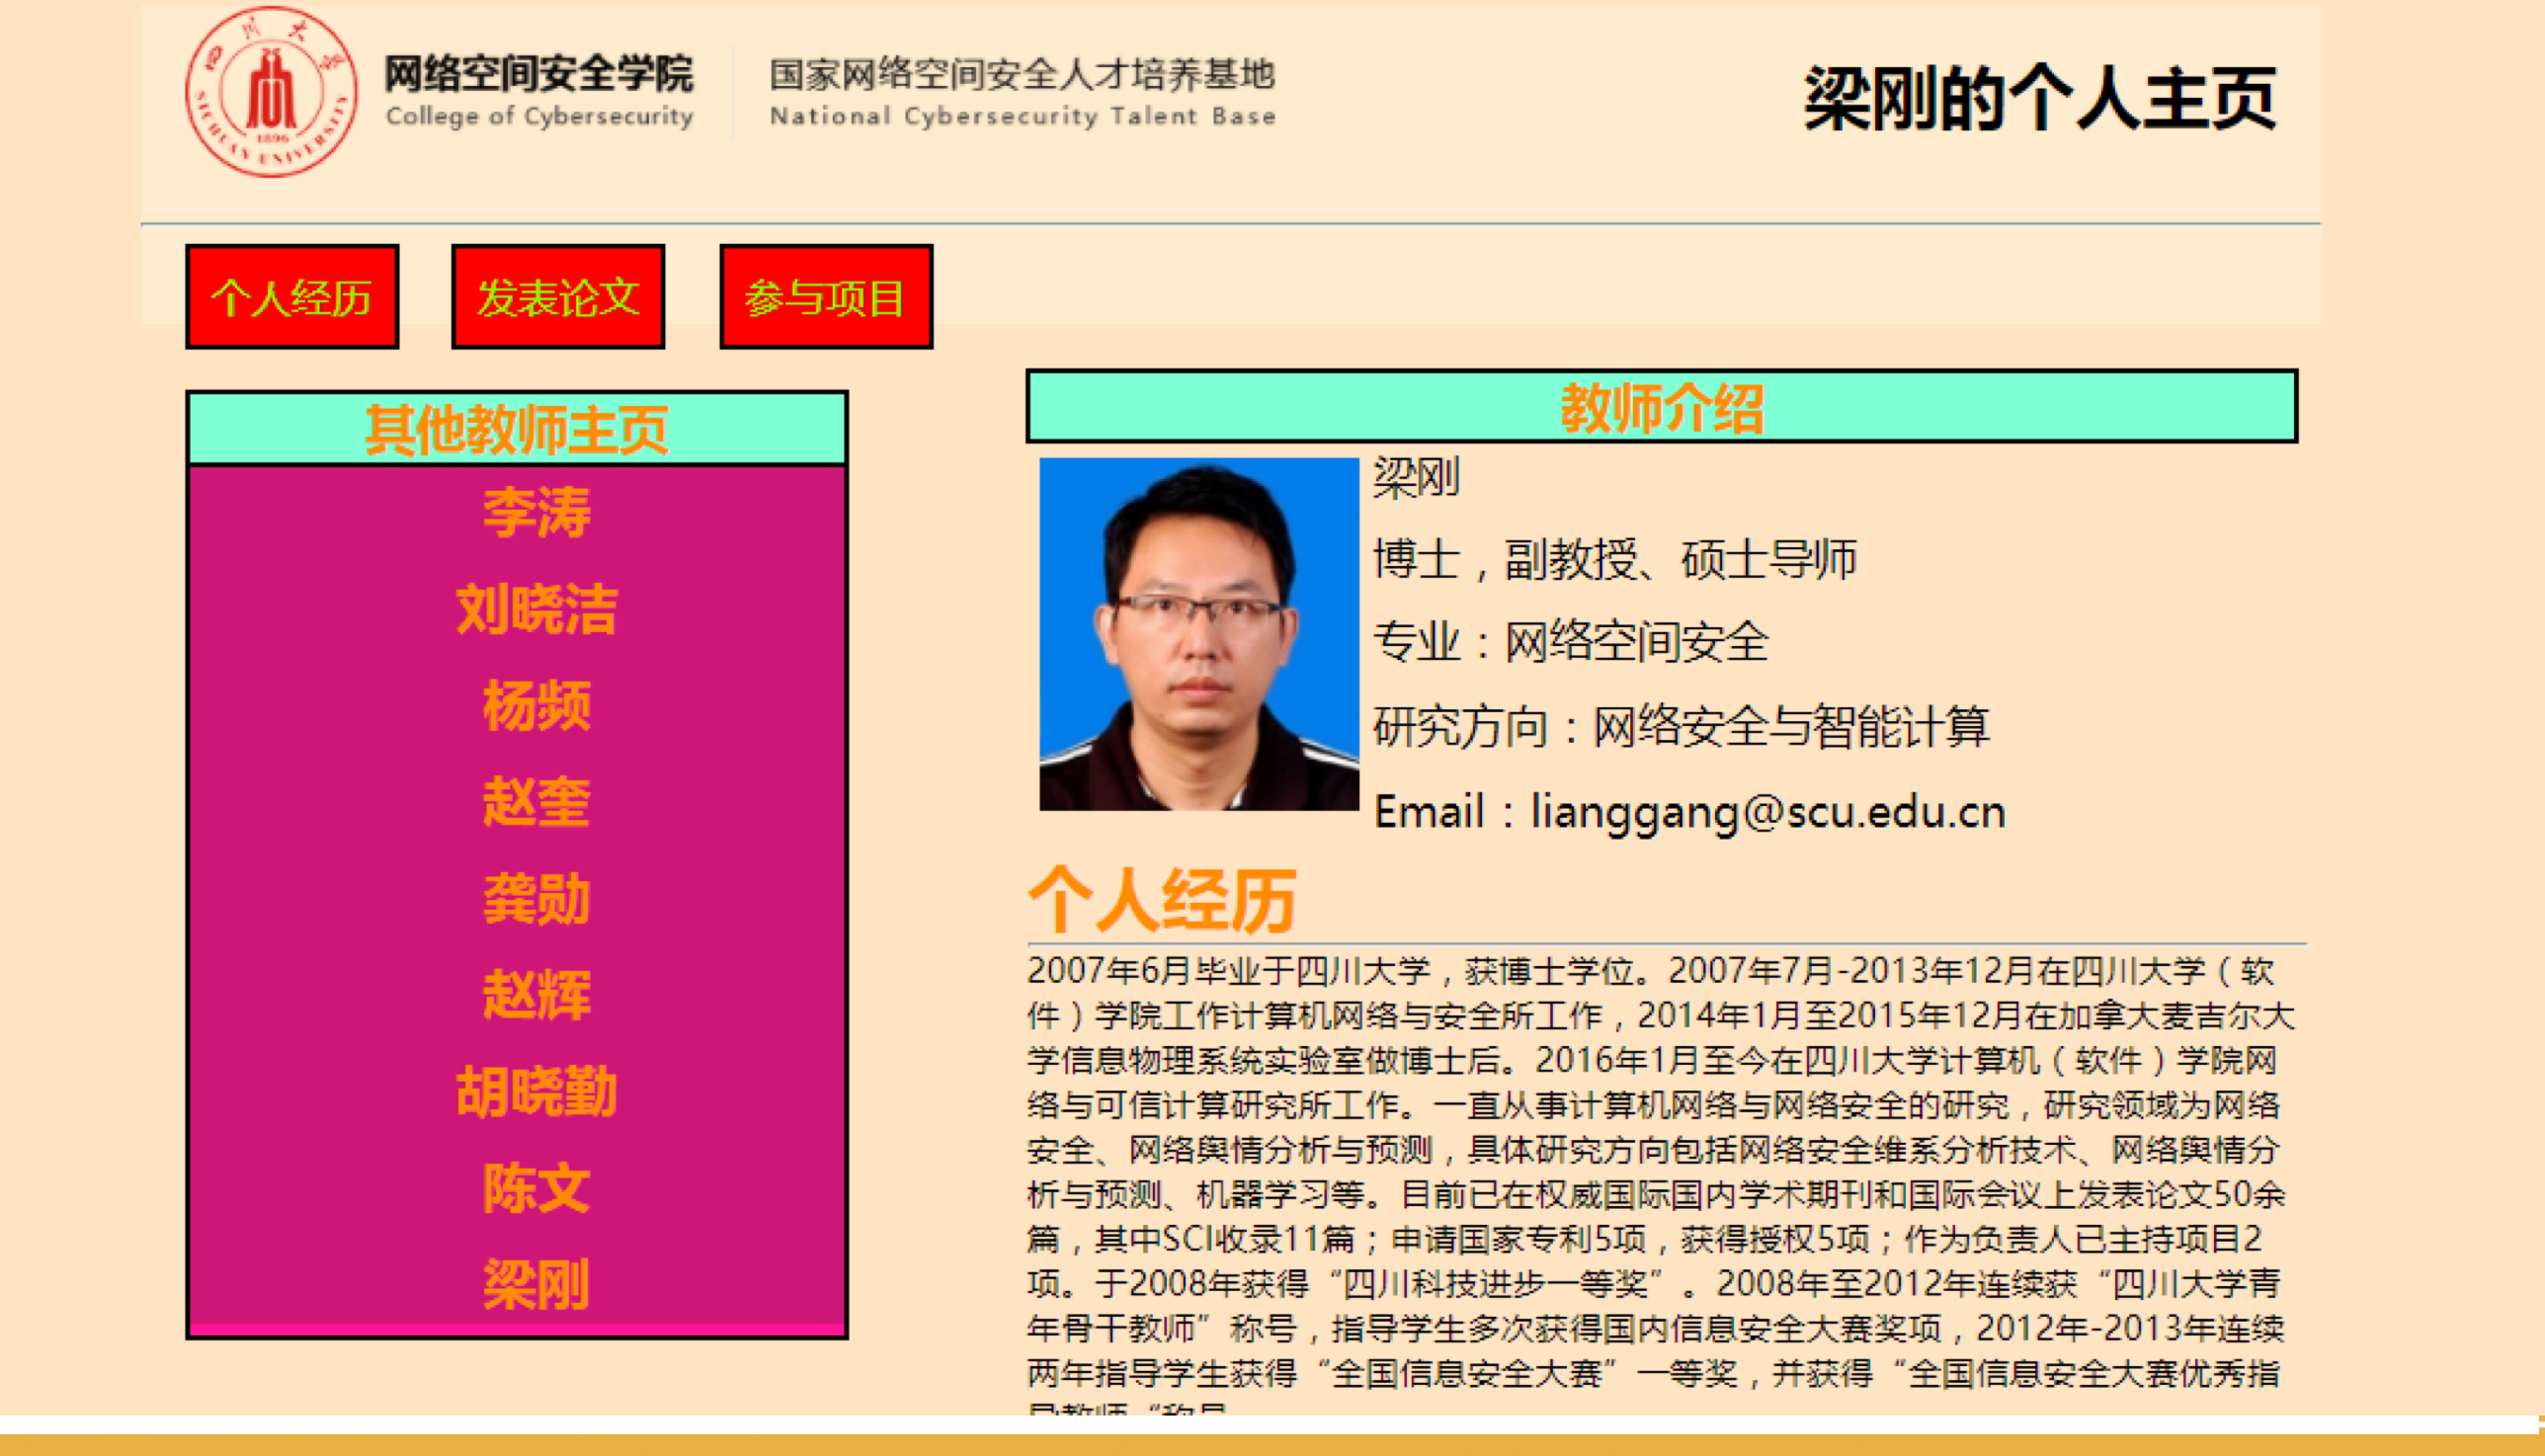 四川大学
SICHUAN UNIVERSITY
1896
网络空间安全学院
College of Cybersecurity
国家网络空间安全人才培养基地
National Cybersecurity Talent Base
梁刚的个人主页
个人经历
发表论文
参与项目
其他教师主页
李涛
刘晓洁
杨频
赵奎
龚勋
赵辉
胡晓勤
陈文
梁刚
教师介绍
梁刚
博士，副教授、硕士导师
专业：网络空间安全
研究方向：网络安全与智能计算
Email：lianggang@scu.edu.cn
个人经历
2007年6月毕业于四川大学，获博士学位。2007年7月-2013年12月在四川大学（软
件）学院工作计算机网络与安全所工作，2014年1月至2015年12月在加拿大麦吉尔大
学信息物理系统实验室做博士后。2016年1月至今在四川大学计算机（软件）学院网
络与可信计算研究所工作。一直从事计算机网络与网络安全的研究，研究领域为网络
安全、网络舆情分析与预测，具体研究方向包括网络安全维系分析技术、网络舆情分
析与预测、机器学习等。目前已在权威国际国内学术期刊和国际会议上发表论文50余
篇，其中SCI收录11篇；申请国家专利5项，获得授权5项；作为负责人已主持项目2
项。于2008年获得“四川科技进步一等奖”。2008年至2012年连续获“四川大学青
年骨干教师”称号，指导学生多次获得国内信息安全大赛奖项，2012年-2013年连续
两年指导学生获得“全国信息安全大赛”一等奖，并获得“全国信息安全大赛优秀指
导教师“称号